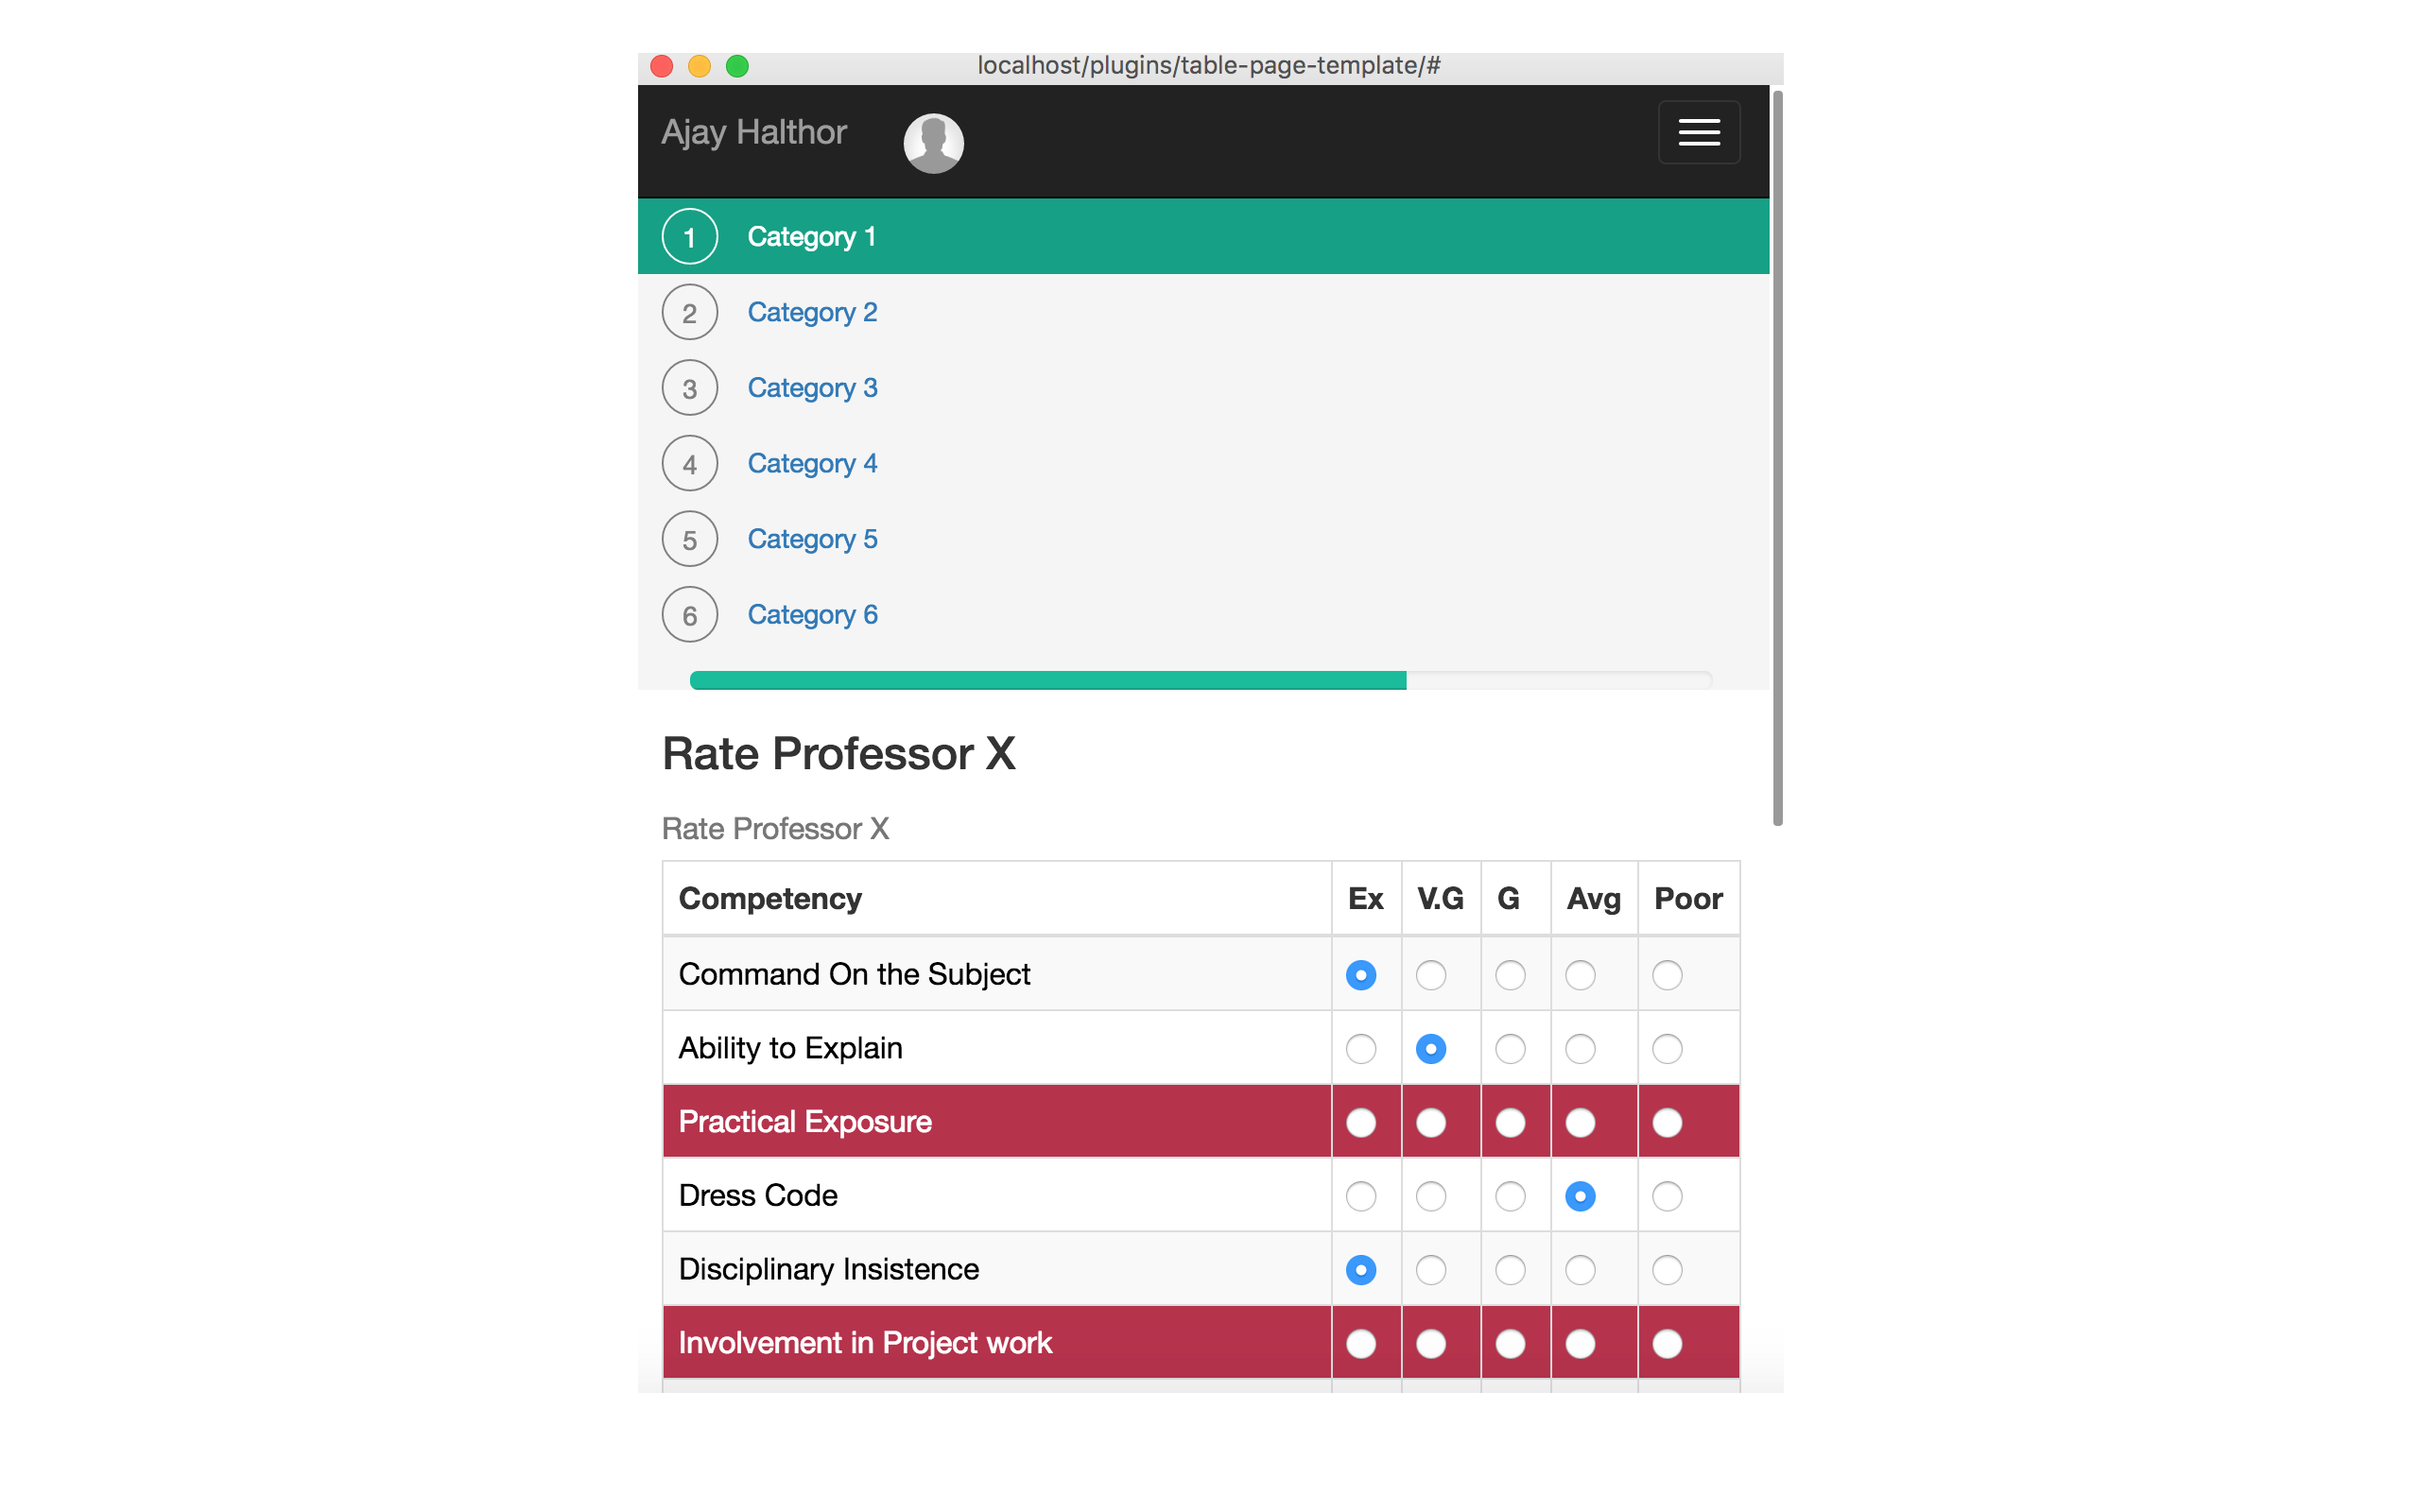 localhost/plugins/table-page-template/#
Ajay Halthor
1 Category 1
2 Category 2
3 Category 3
4 Category 4
5 Category 5
6 Category 6
Rate Professor X
Rate Professor X
Competency Ex V.G G Avg Poor
Command On the Subject
Ability to Explain
Practical Exposure
Dress Code
Disciplinary Insistence
Involvement in Project work